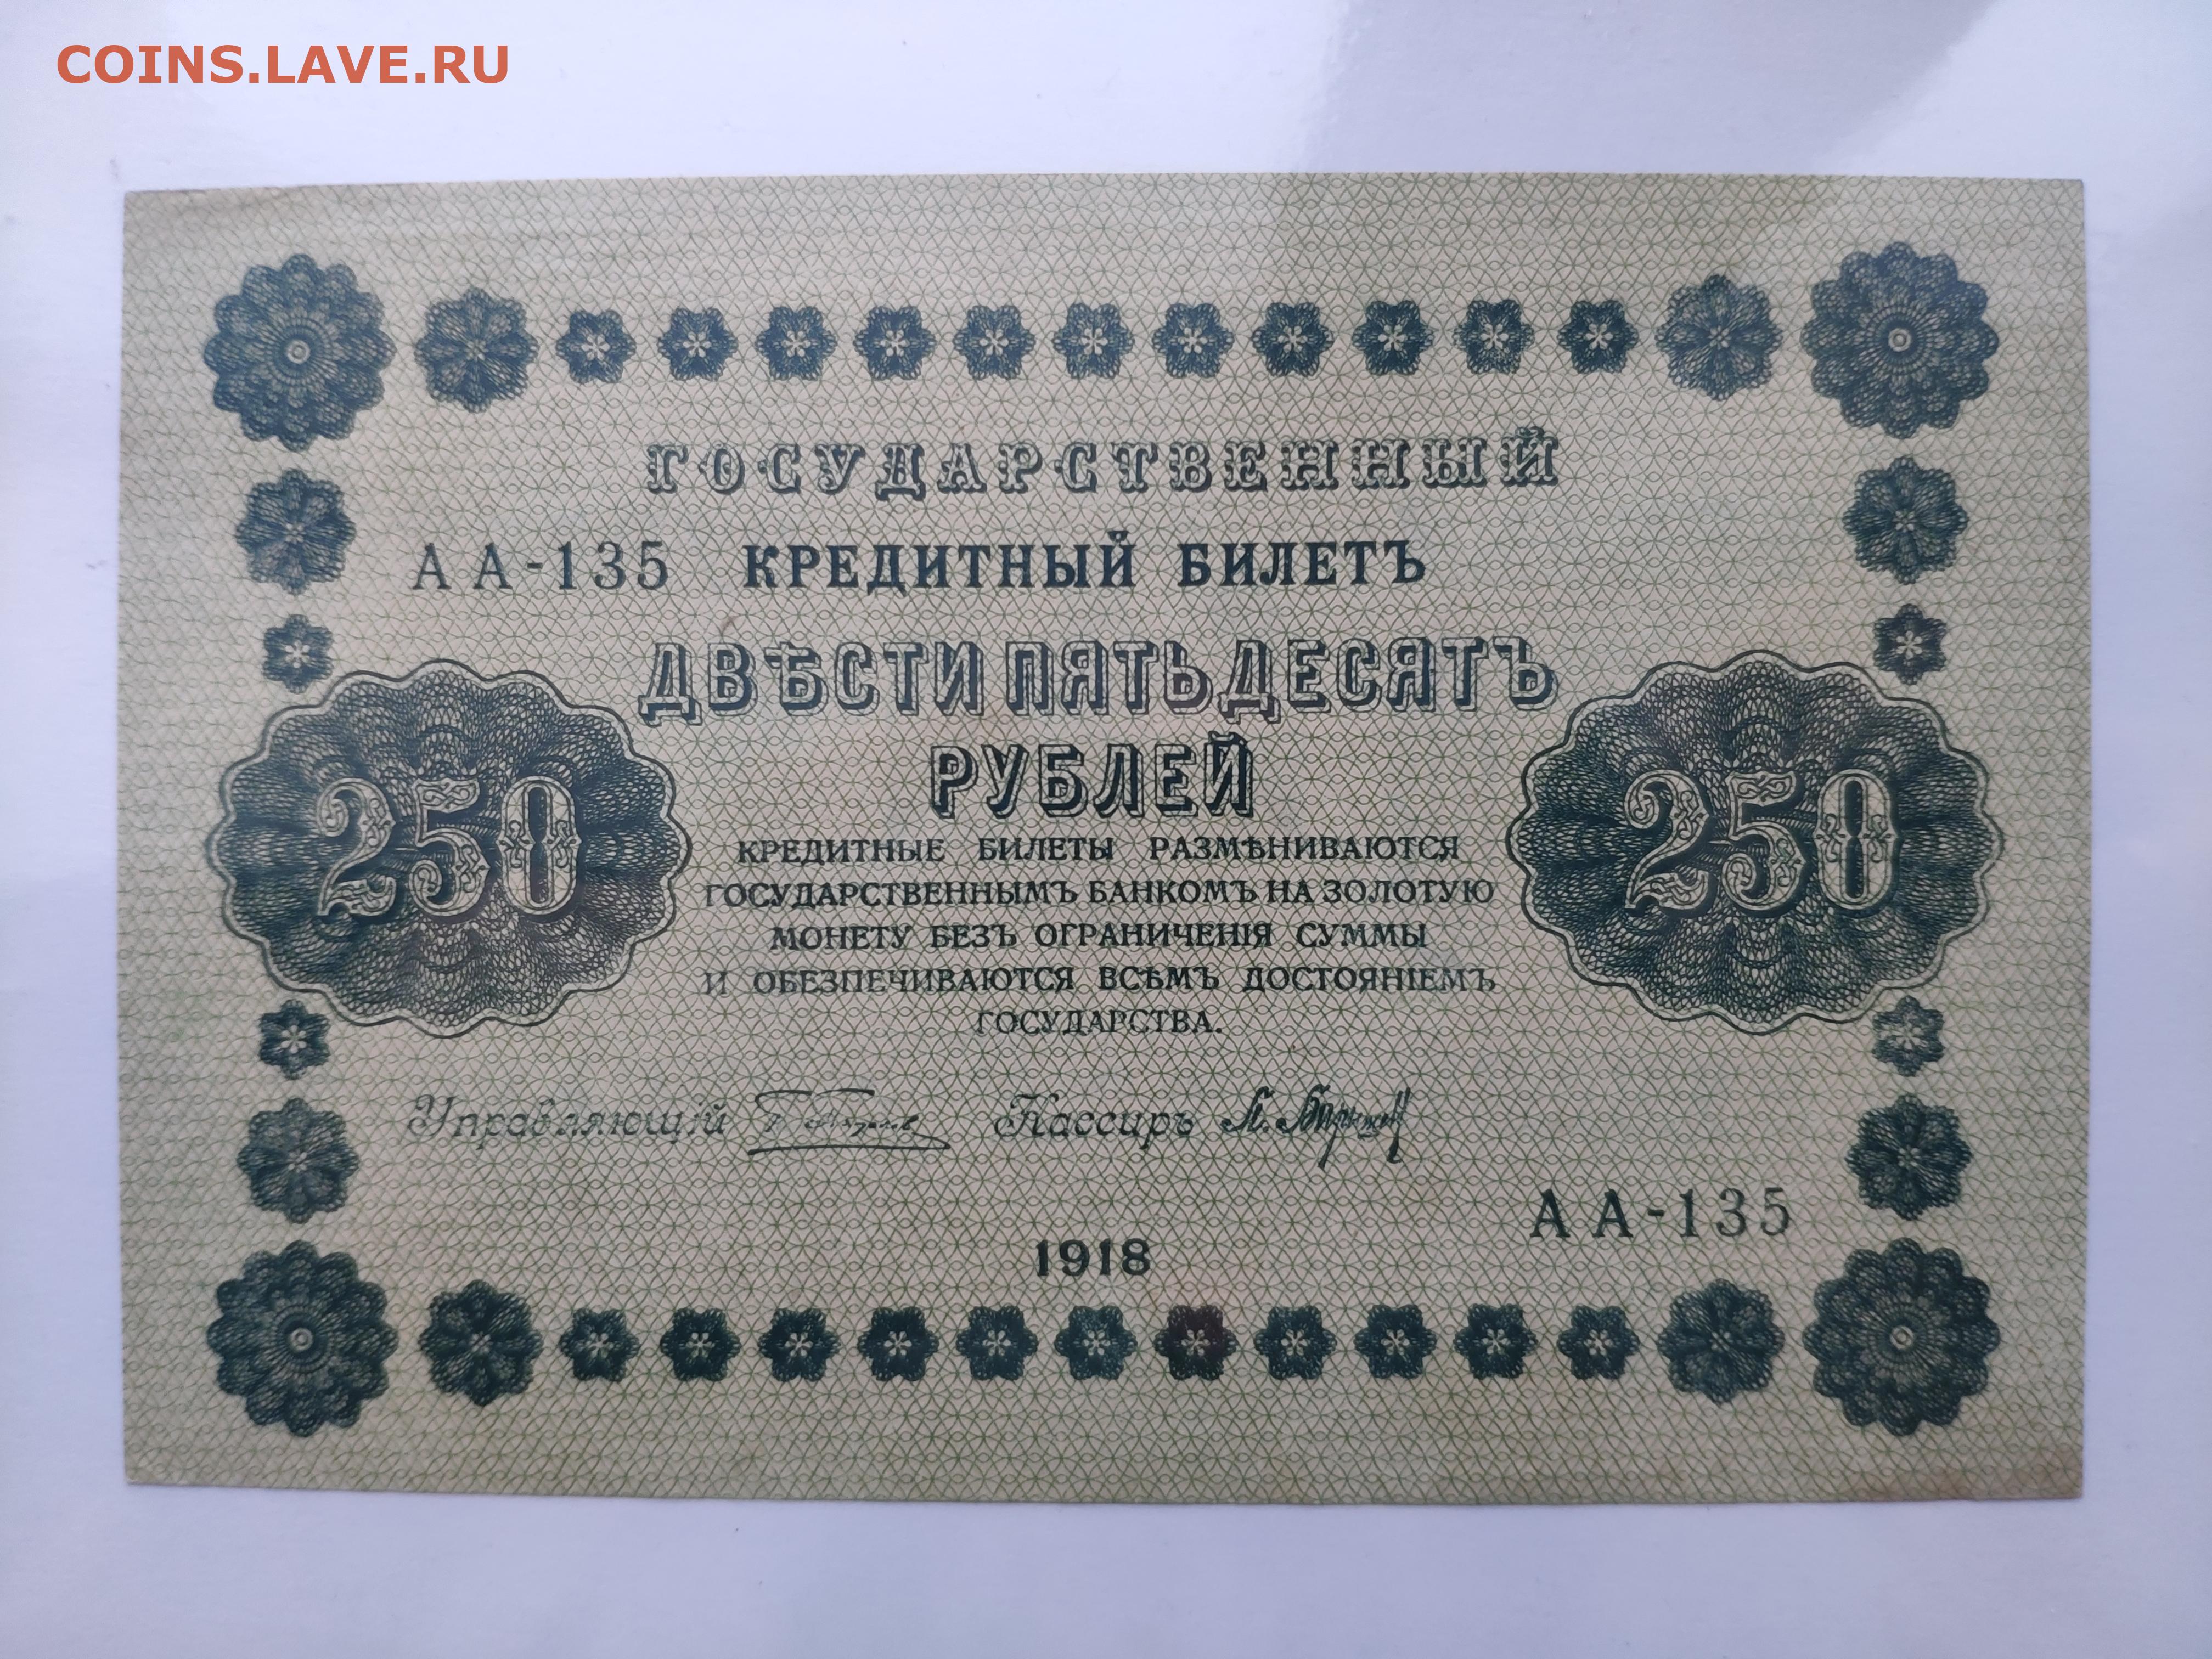 COINS.LAVE.RU
ГОСУДАРСТВЕННЫЙ
АА-135 КРЕДИТНЫЙ БИЛЕТЪ
ДВѢСТИ ПЯТЬДЕСЯТЪ
РУБЛЕЙ
250 250
КРЕДИТНЫЕ БИЛЕТЫ РАЗМѢНИВАЮТСЯ
ГОСУДАРСТВЕННЫМЪ БАНКОМЪ НА ЗОЛОТУЮ
МОНЕТУ БЕЗЪ ОГРАНИЧЕНІЯ СУММЫ
И ОБЕЗПЕЧИВАЮТСЯ ВСѢМЪ ДОСТОЯНІЕМЪ
ГОСУДАРСТВА.
Управляющій Кассиръ
АА-135
1918